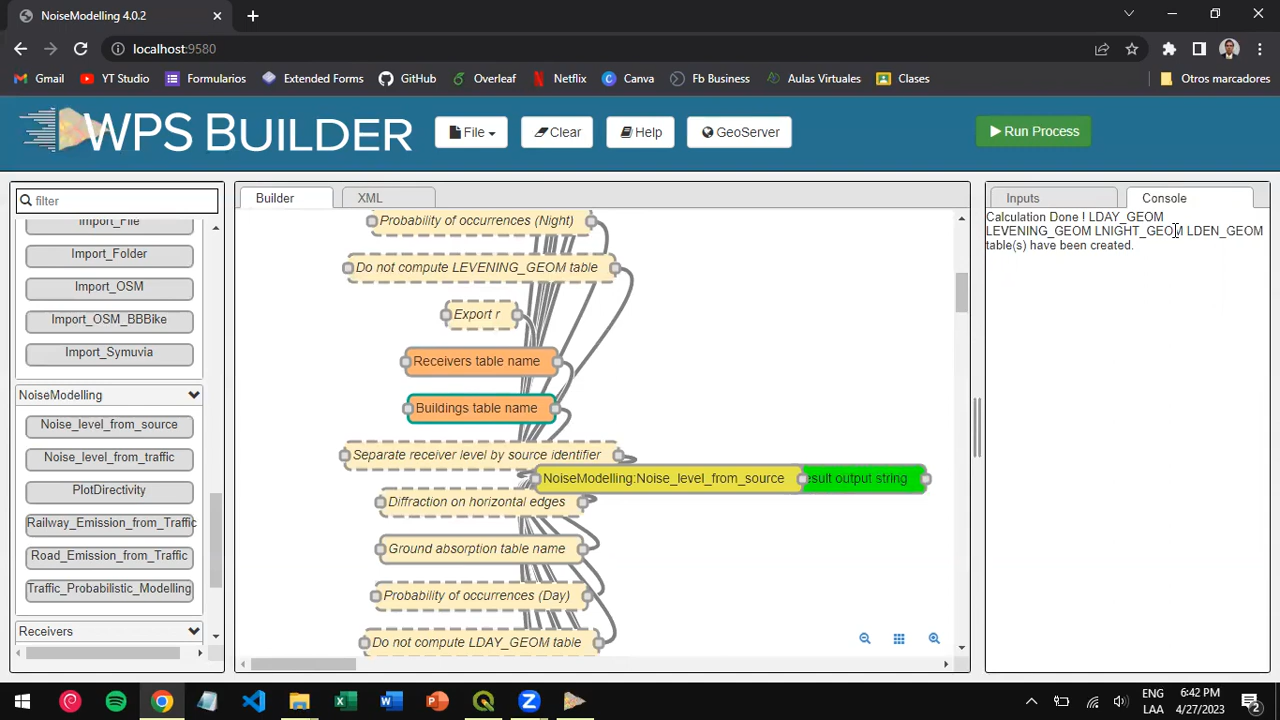 NoiseModelling 4.0.2
localhost:9580
Gmail
YT Studio
Formularios
Extended Forms
GitHub
Overleaf
Netflix
Canva
Fb Business
Aulas Virtuales
Clases
Otros marcadores
WPS BUILDER
File
Clear
Help
GeoServer
Run Process
filter
Import_File
Import_Folder
Import_OSM
Import_OSM_BBBike
Import_Symuvia
NoiseModelling
Noise_level_from_source
Noise_level_from_traffic
PlotDirectivity
Railway_Emission_from_Traffic
Road_Emission_from_Traffic
Traffic_Probabilistic_Modelling
Receivers
Builder
XML
Probability of occurrences (Night)
Do not compute LEVENING_GEOM table
Export r
Receivers table name
Buildings table name
Separate receiver level by source identifier
NoiseModelling:Noise_level_from_source
esult output string
Diffraction on horizontal edges
Ground absorption table name
Probability of occurrences (Day)
Do not compute LDAY_GEOM table
Inputs
Console
Calculation Done ! LDAY_GEOM
LEVENING_GEOM LNIGHT_GEOM LDEN_GEOM
table(s) have been created.
ENG
LAA
6:42 PM
4/27/2023
2